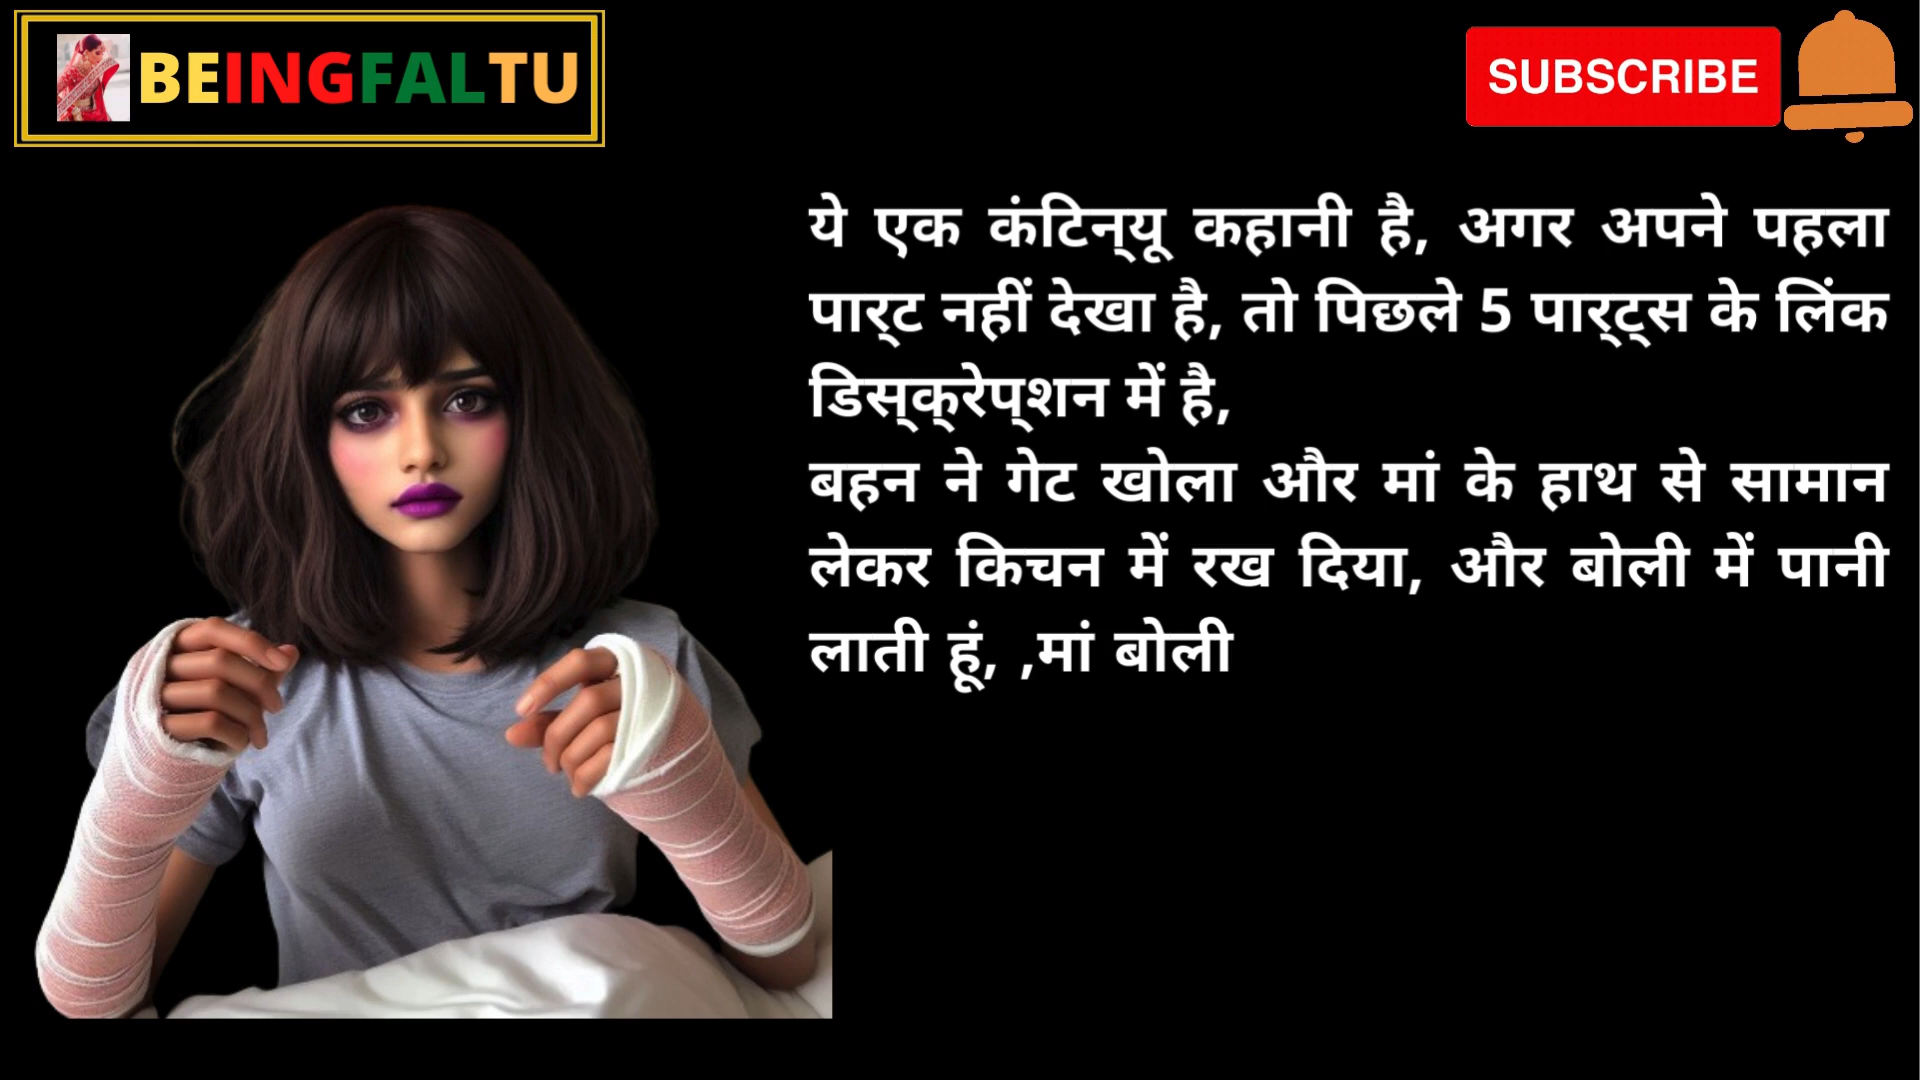 BEINGFALTU
SUBSCRIBE
ये एक कंटिन्यू कहानी है, अगर अपने पहला
पार्ट नहीं देखा है, तो पिछले 5 पार्ट्स के लिंक
डिस्क्रेप्शन में है,
बहन ने गेट खोला और मां के हाथ से सामान
लेकर किचन में रख दिया, और बोली में पानी
लाती हूं, ,मां बोली